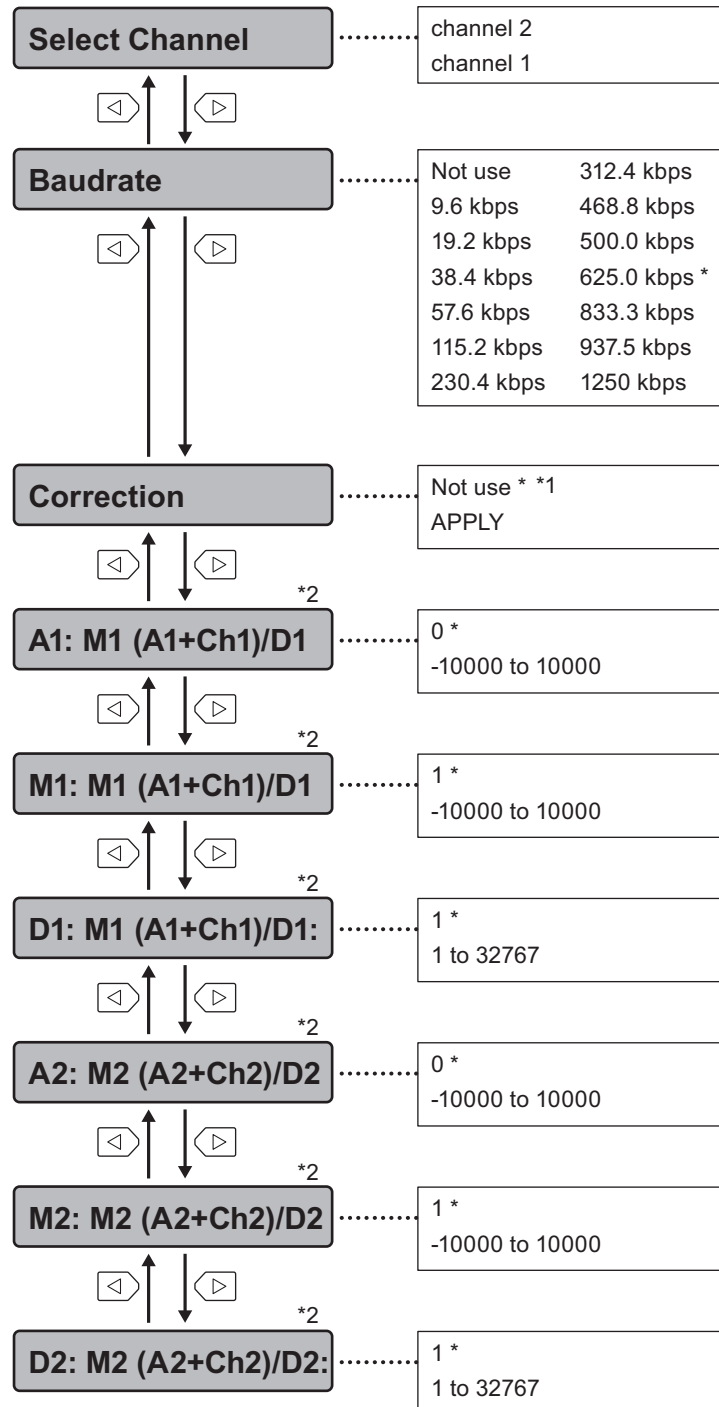 Select Channel
channel 2
channel 1
Baudrate
Not use 312.4 kbps
9.6 kbps 468.8 kbps
19.2 kbps 500.0 kbps
38.4 kbps 625.0 kbps *
57.6 kbps 833.3 kbps
115.2 kbps 937.5 kbps
230.4 kbps 1250 kbps
Correction
Not use * *1
APPLY
*2
A1: M1 (A1+Ch1)/D1
0 *
-10000 to 10000
*2
M1: M1 (A1+Ch1)/D1
1 *
-10000 to 10000
*2
D1: M1 (A1+Ch1)/D1:
1 *
1 to 32767
*2
A2: M2 (A2+Ch2)/D2
0 *
-10000 to 10000
*2
M2: M2 (A2+Ch2)/D2
1 *
-10000 to 10000
*2
D2: M2 (A2+Ch2)/D2:
1 *
1 to 32767